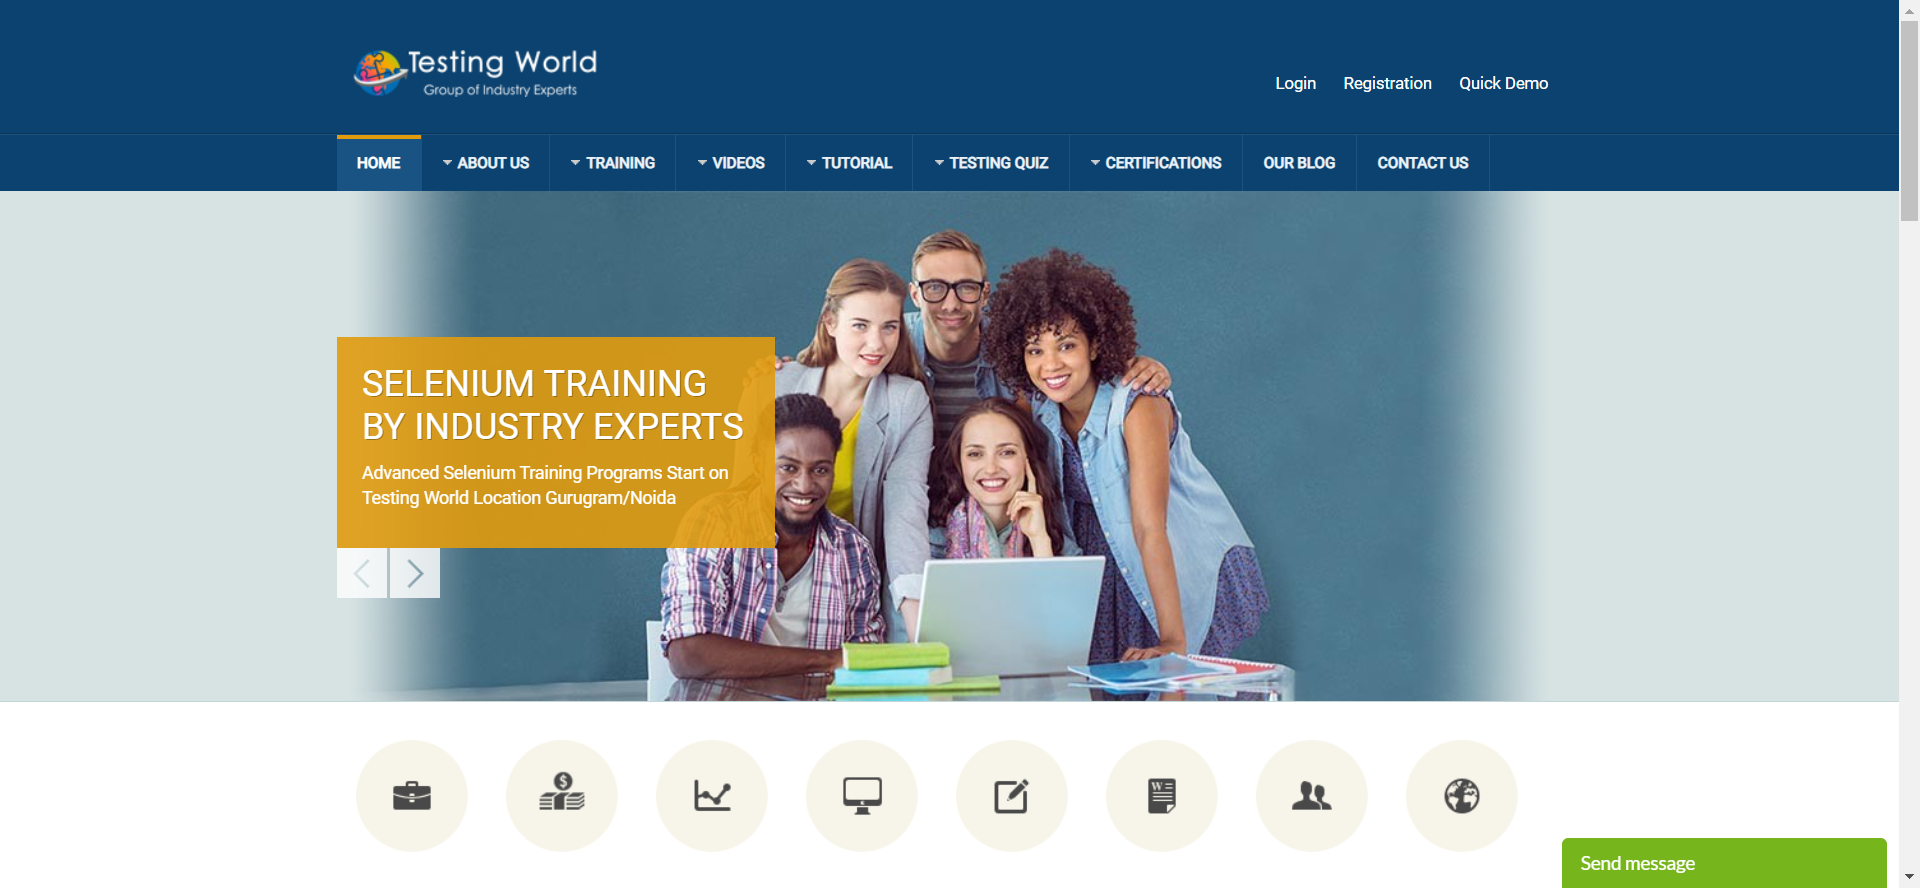 Testing World
Group of Industry Experts
Login Registration Quick Demo
HOME ABOUT US TRAINING VIDEOS TUTORIAL TESTING QUIZ CERTIFICATIONS OUR BLOG CONTACT US
SELENIUM TRAINING
BY INDUSTRY EXPERTS
Advanced Selenium Training Programs Start on
Testing World Location Gurugram/Noida
$
W
Send message